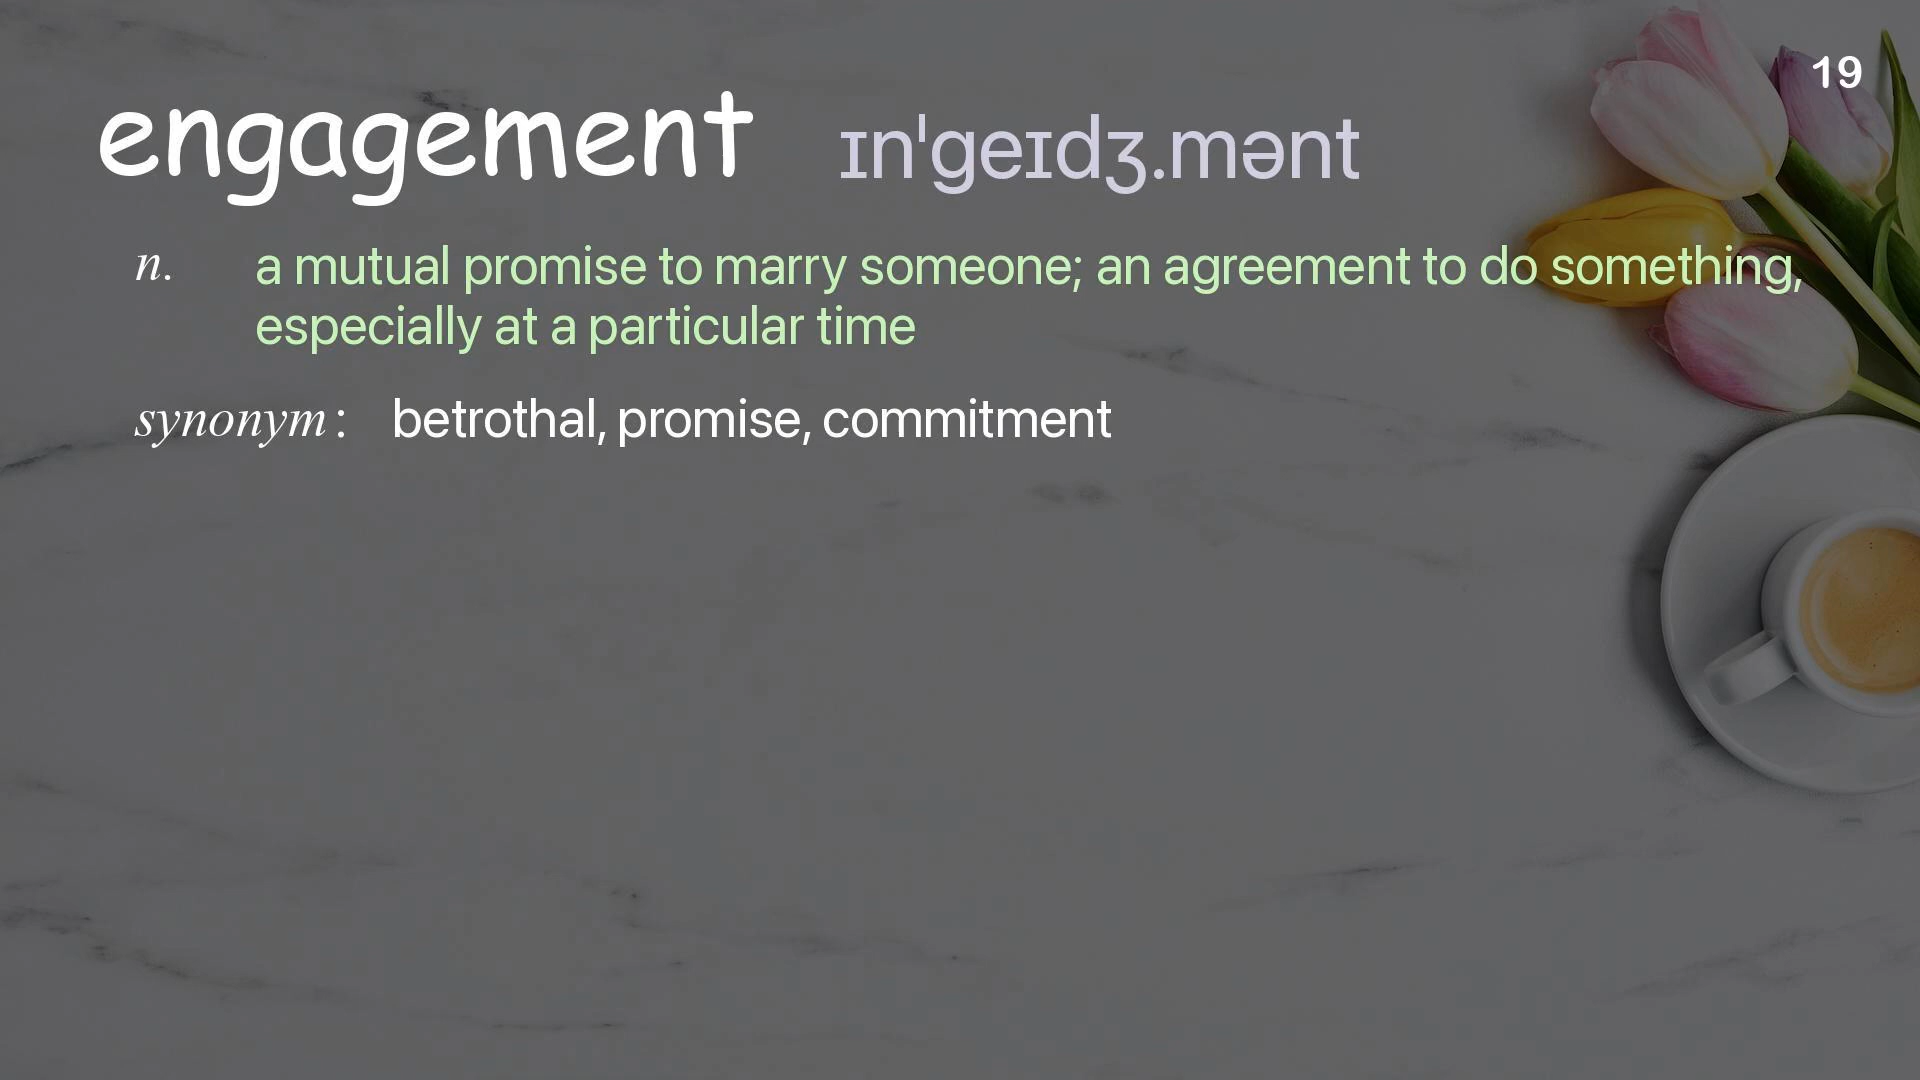 19
engagement ɪnˈɡeɪdʒ.mənt
n. a mutual promise to marry someone; an agreement to do something,
especially at a particular time
synonym : betrothal, promise, commitment